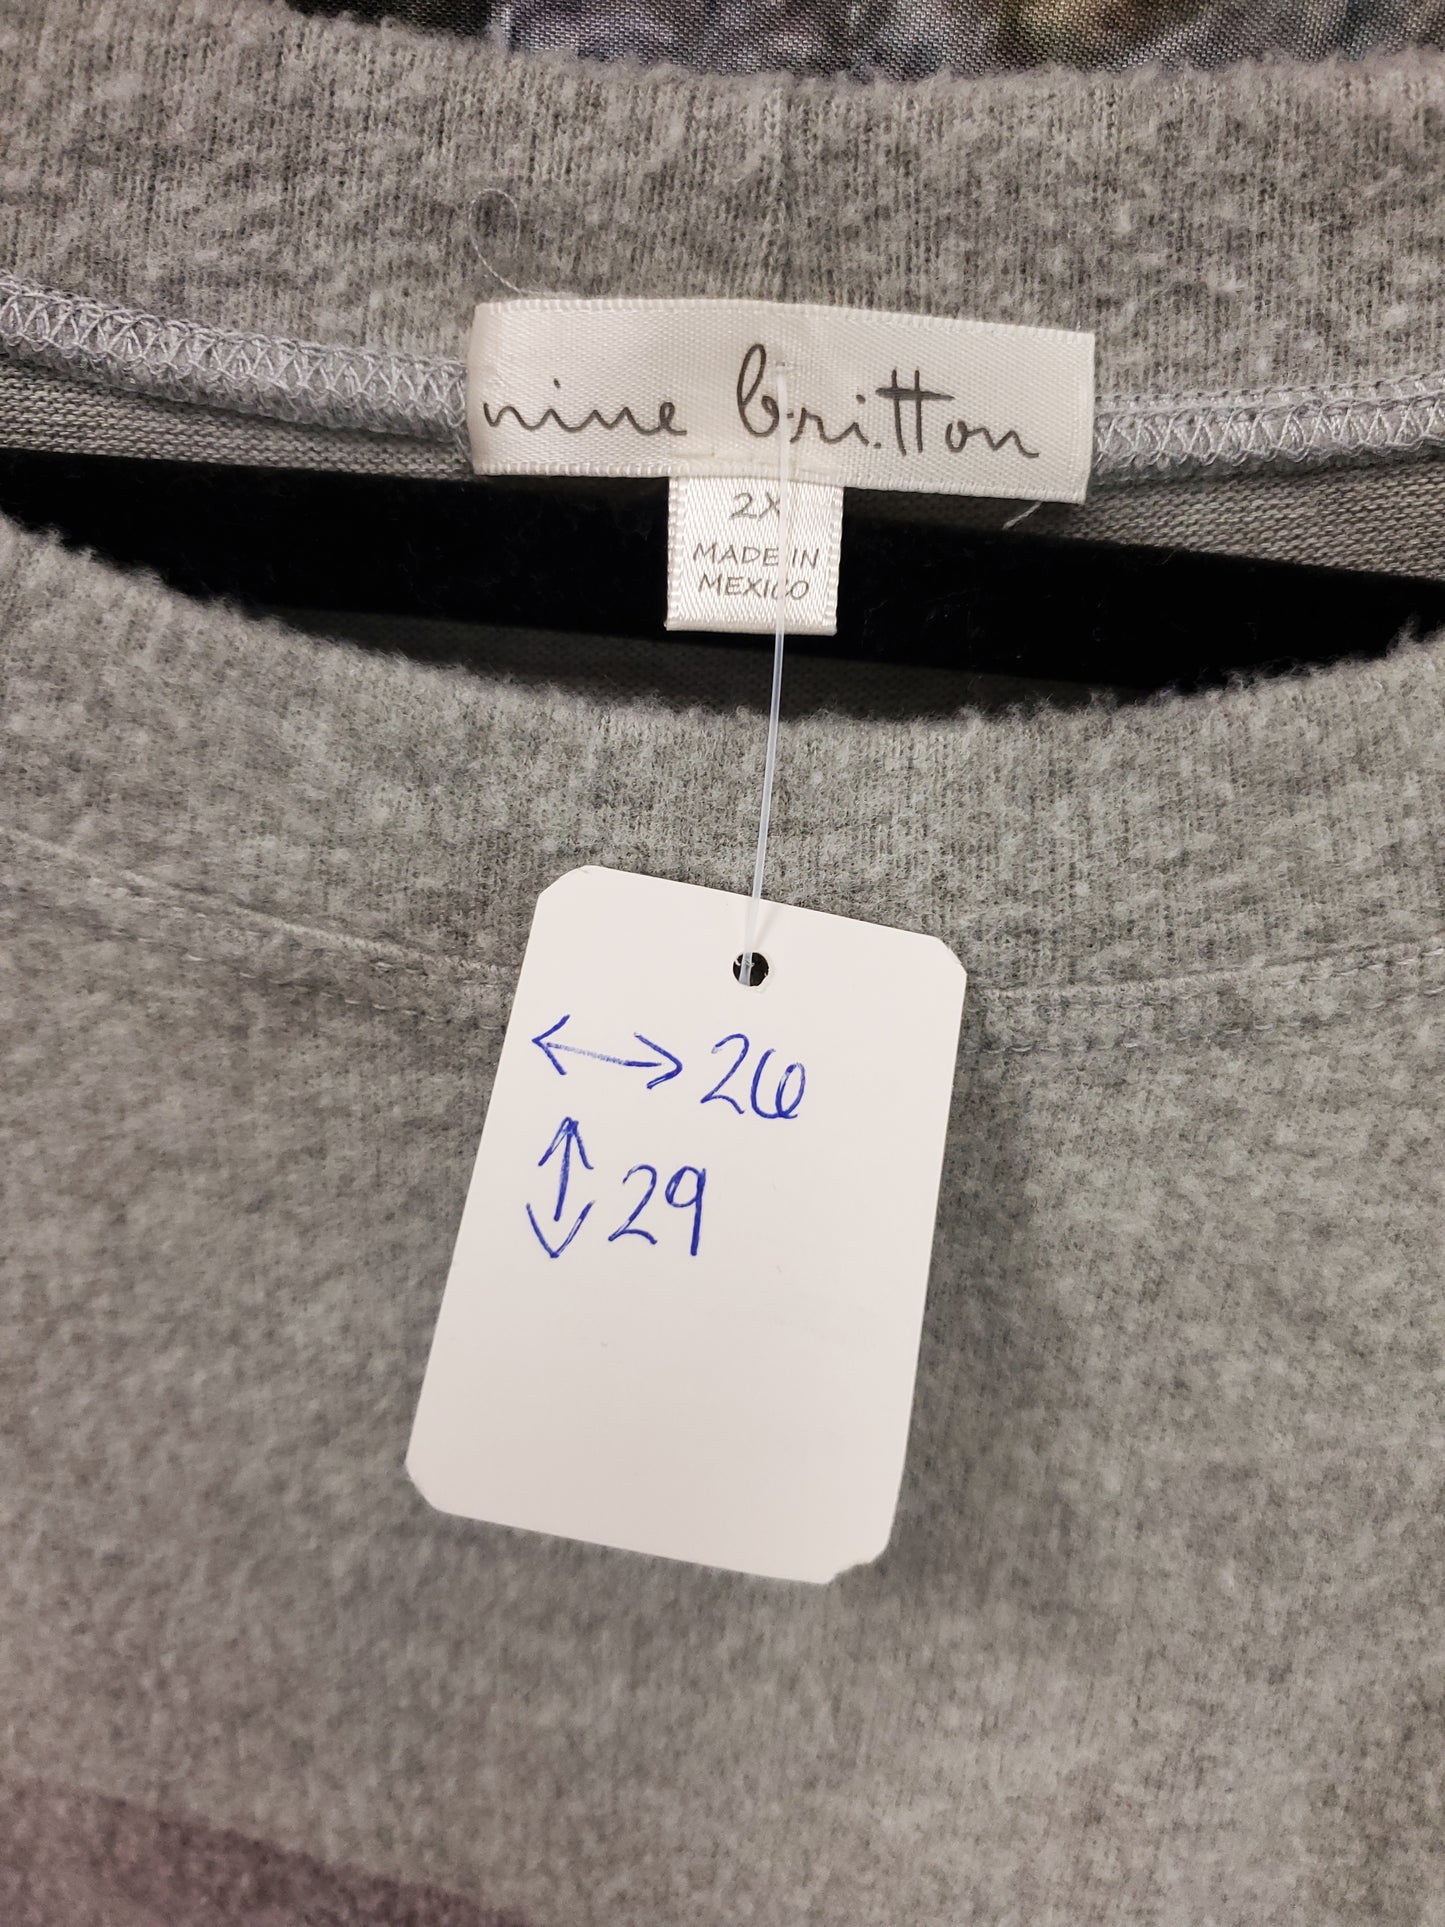 nine britton
2X
MADE IN
MEXICO
↔ 26
↕ 29